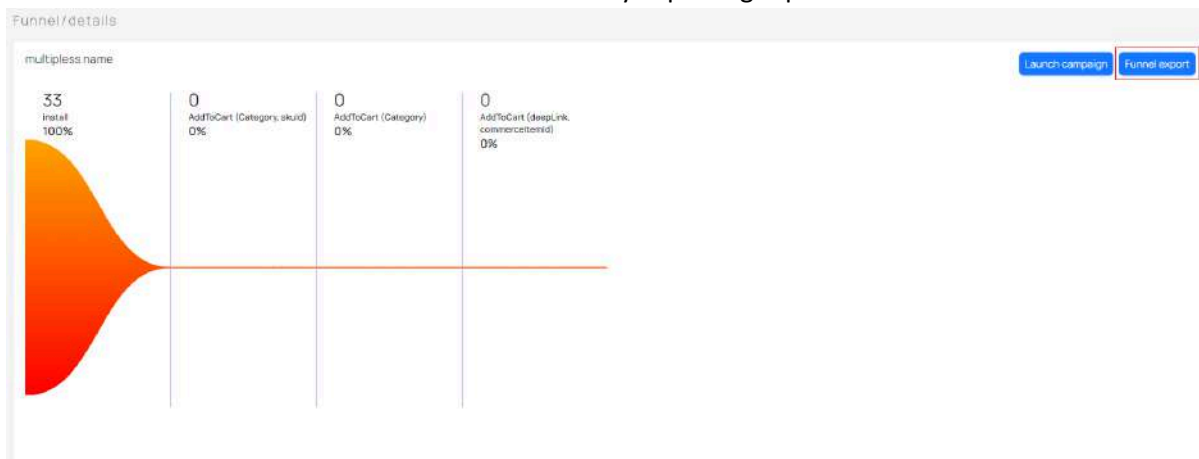 Funnel/details
multipless name
Launch campaign
Funnel export
33
install
100%
0
AddToCart (Category, skuid)
0%
0
AddToCart (Category)
0%
0
AddToCart (deepLink,
commerceItemId)
0%